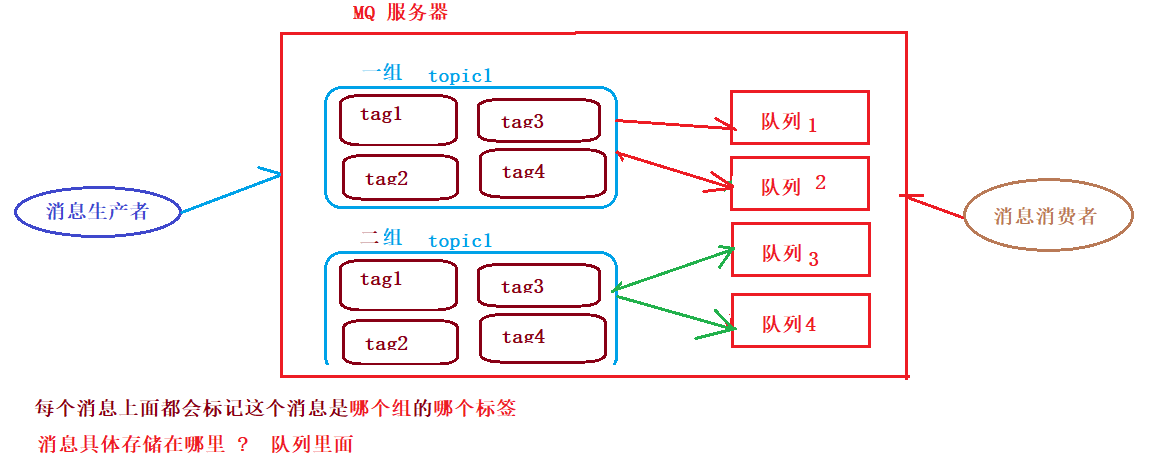 MQ 服务器
一组 topic1
tag1 tag3
tag2 tag4
队列 1
队列 2
消息生产者
消息消费者
二组 topic1
tag1 tag3
tag2 tag4
队列 3
队列4
每个消息上面都会标记这个消息是哪个组的哪个标签
消息具体存储在哪里 ? 队列里面